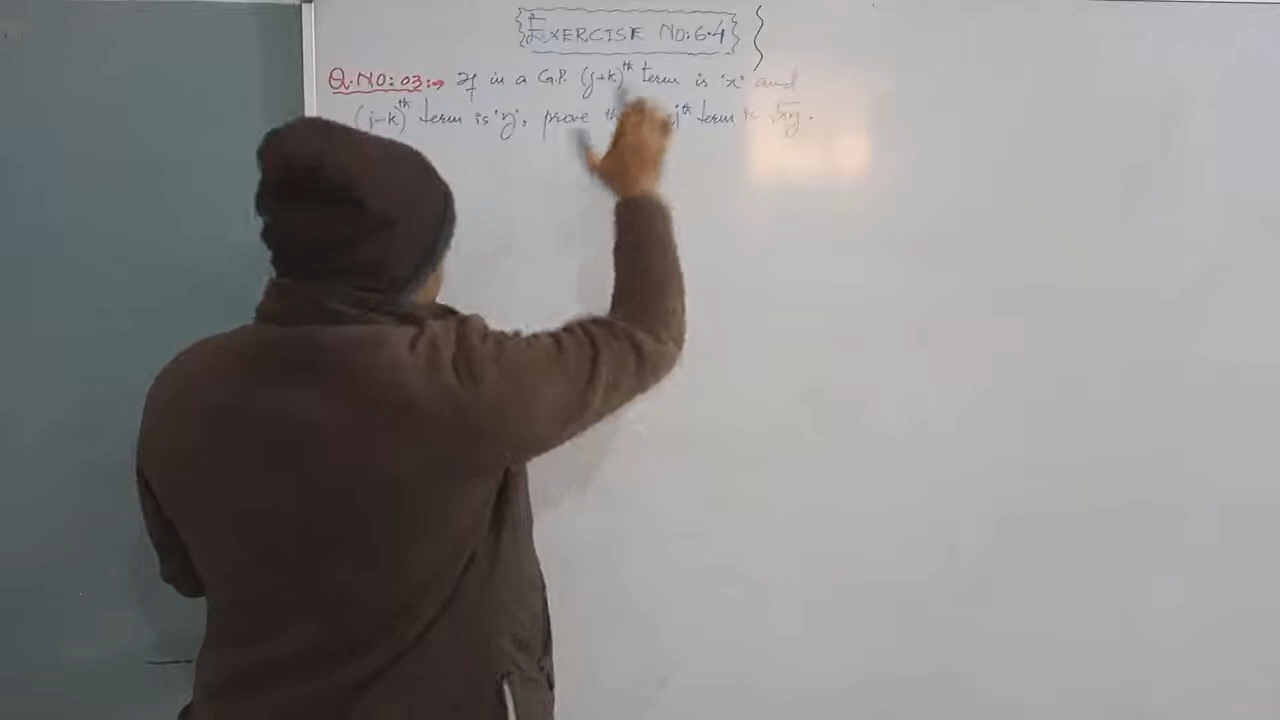 EXERCISE NO: 6.4
Q.NO: 03:→ If in a G.P. (j+k)th term is 'x' and
(j-k)th term is 'y', prove jth term is √xy.